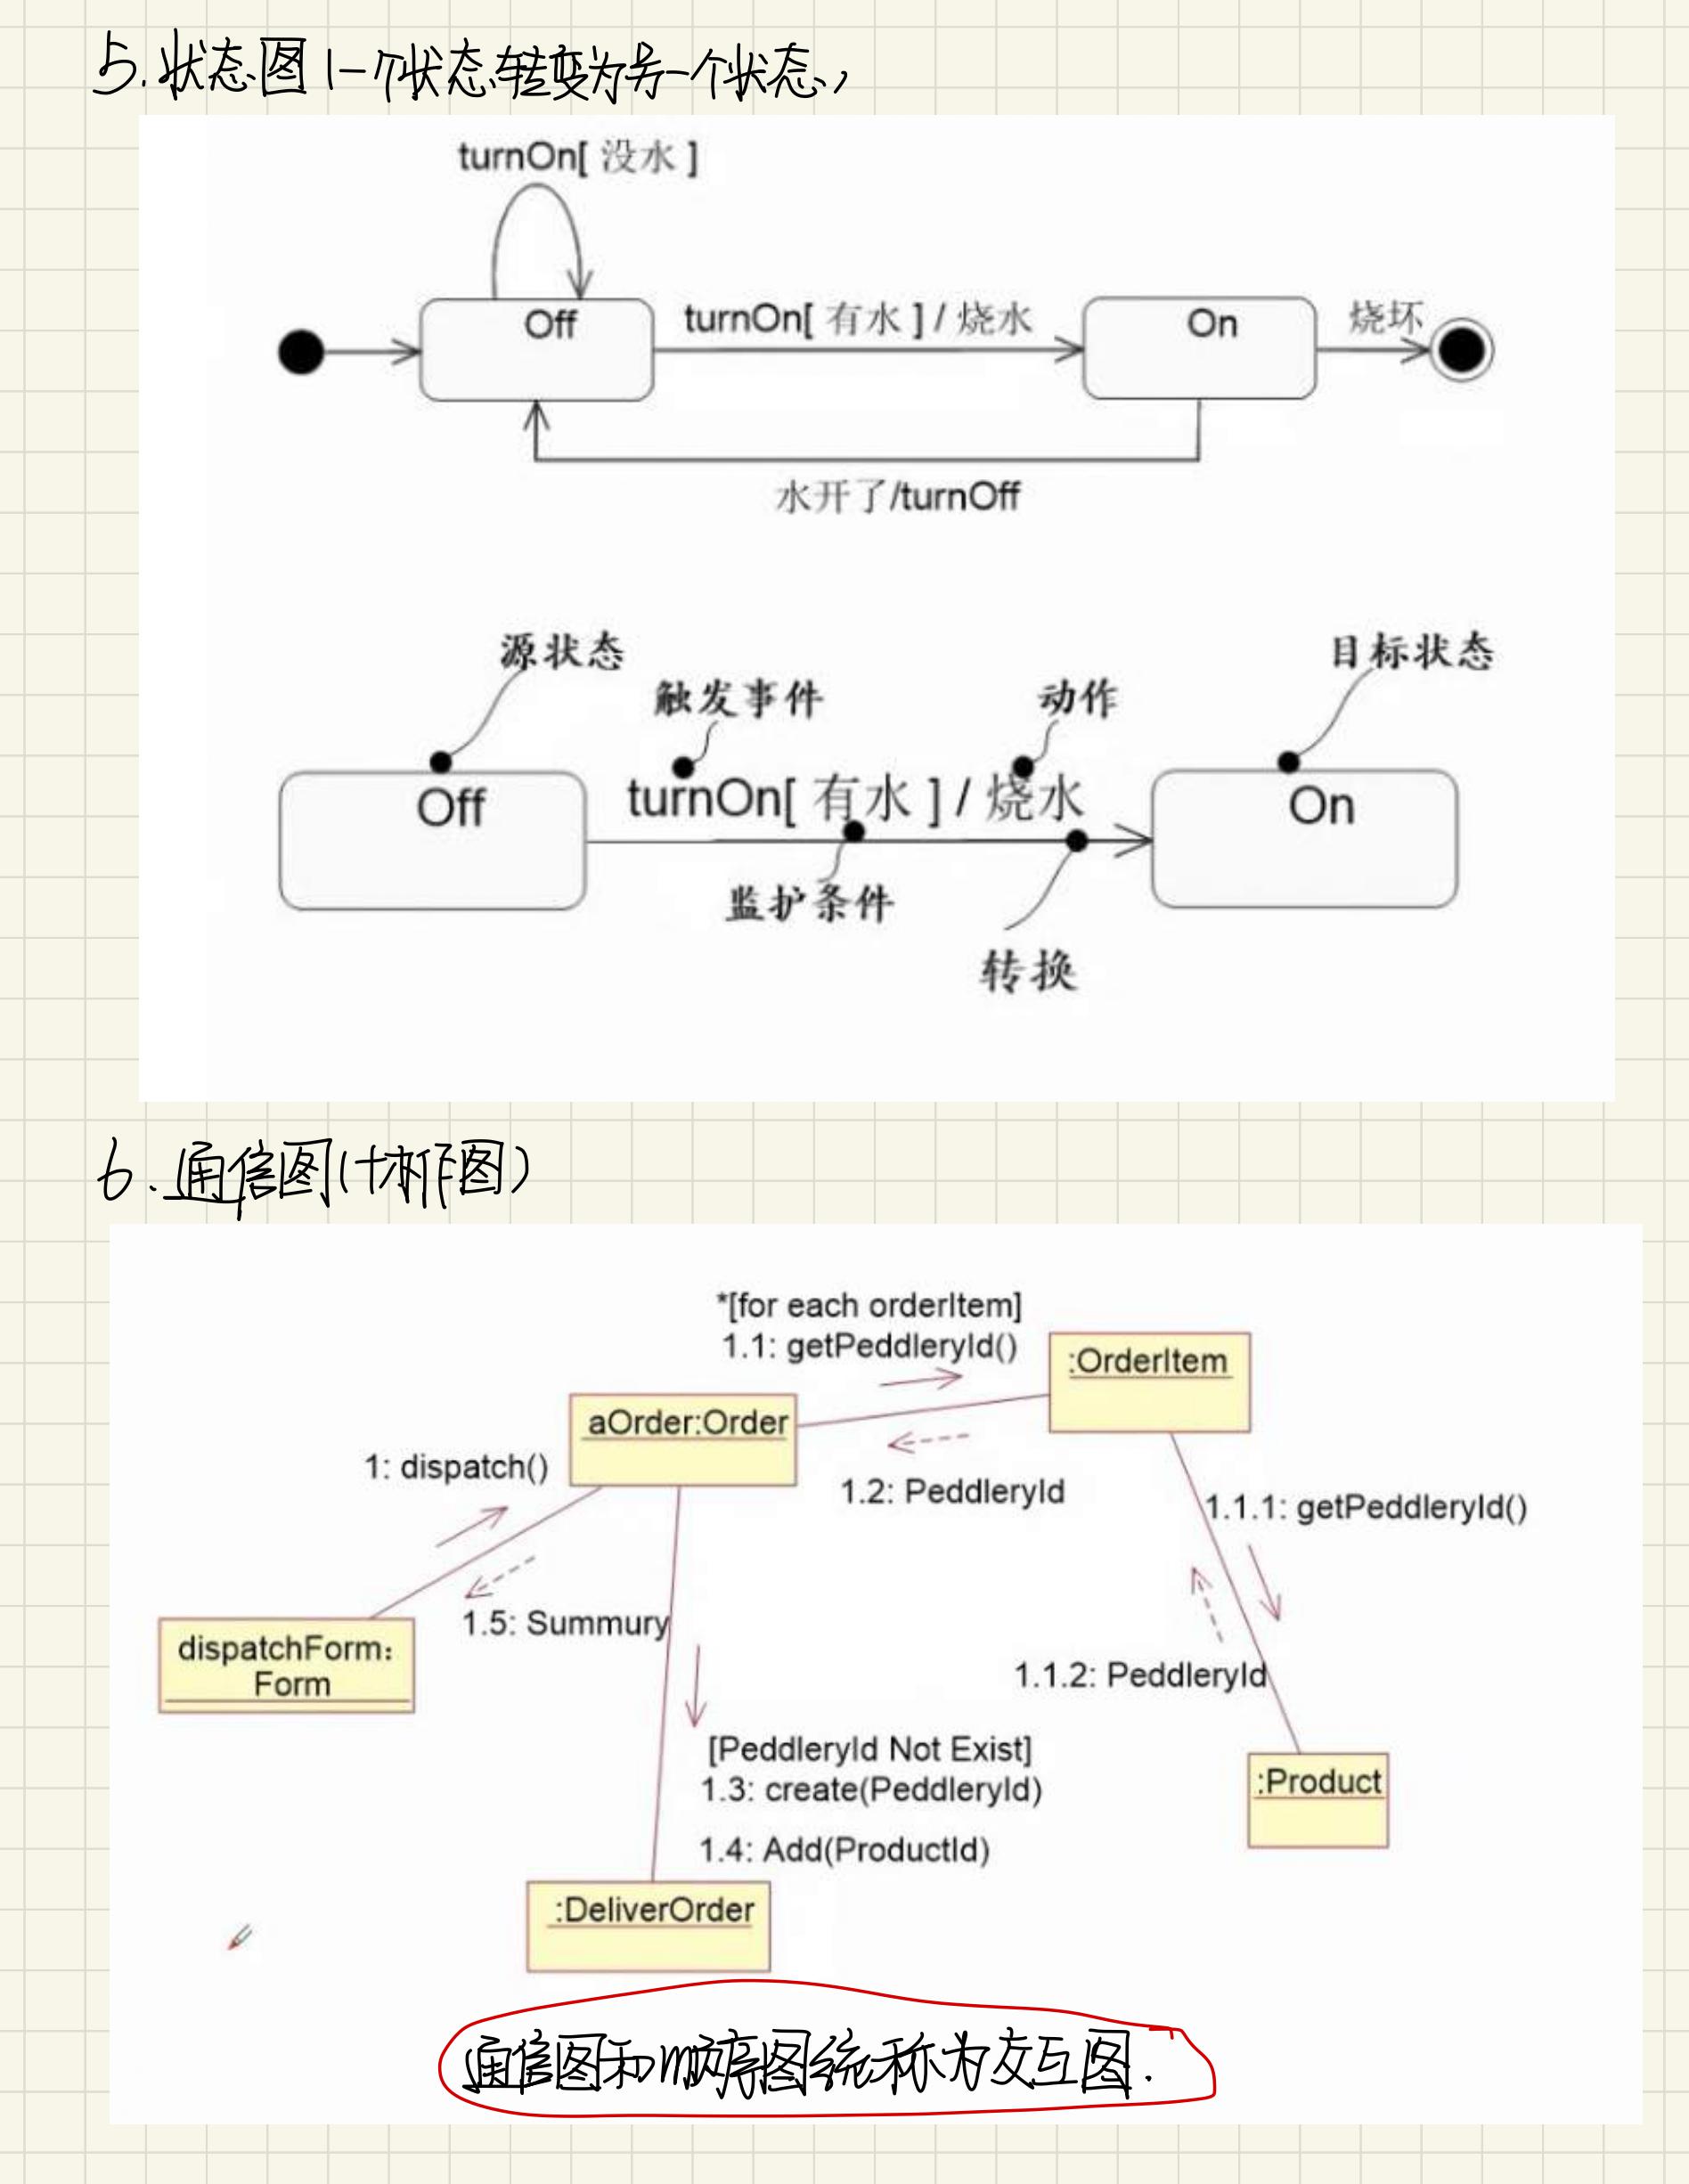 5.状态图(一个状态转变为另一个状态)
turnOn[ 没水 ]
Off
turnOn[ 有水 ] / 烧水
On
烧坏
水开了/turnOff
源状态
目标状态
触发事件
动作
Off
turnOn[ 有水 ] / 烧水
On
监护条件
转换
6.通信图(协作图)
*[for each orderItem]
1.1: getPeddleryId()
:OrderItem
aOrder:Order
1: dispatch()
1.2: PeddleryId
1.1.1: getPeddleryId()
1.5: Summury
dispatchForm:
Form
1.1.2: PeddleryId
[PeddleryId Not Exist]
1.3: create(PeddleryId)
:Product
1.4: Add(ProductId)
:DeliverOrder
通信图和顺序图统称为交互图.